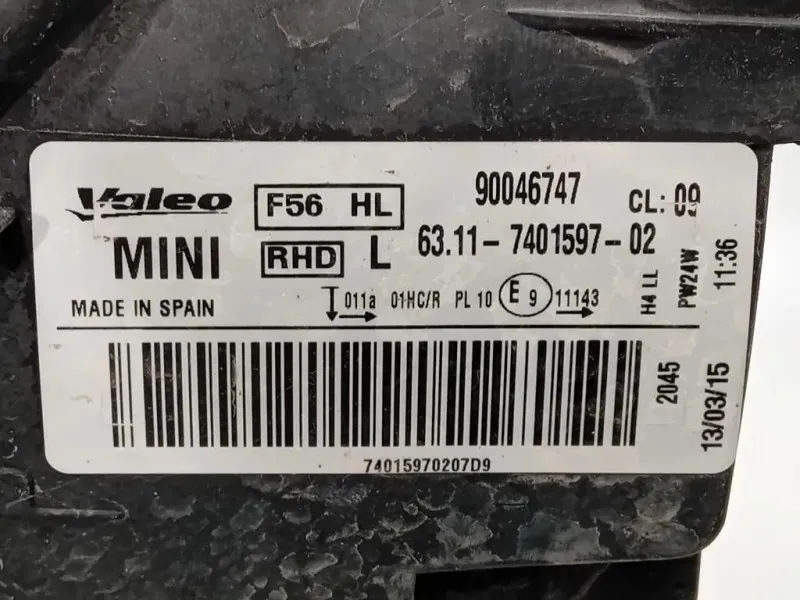 Valeo F56 HL 90046747 CL: 09
MINI RHD L 63.11-7401597-02
MADE IN SPAIN 011a 01HC/R PL 10 E 9 11143
H4 LL
PW24W
11:36
2045
13/03/15
74015970207D9